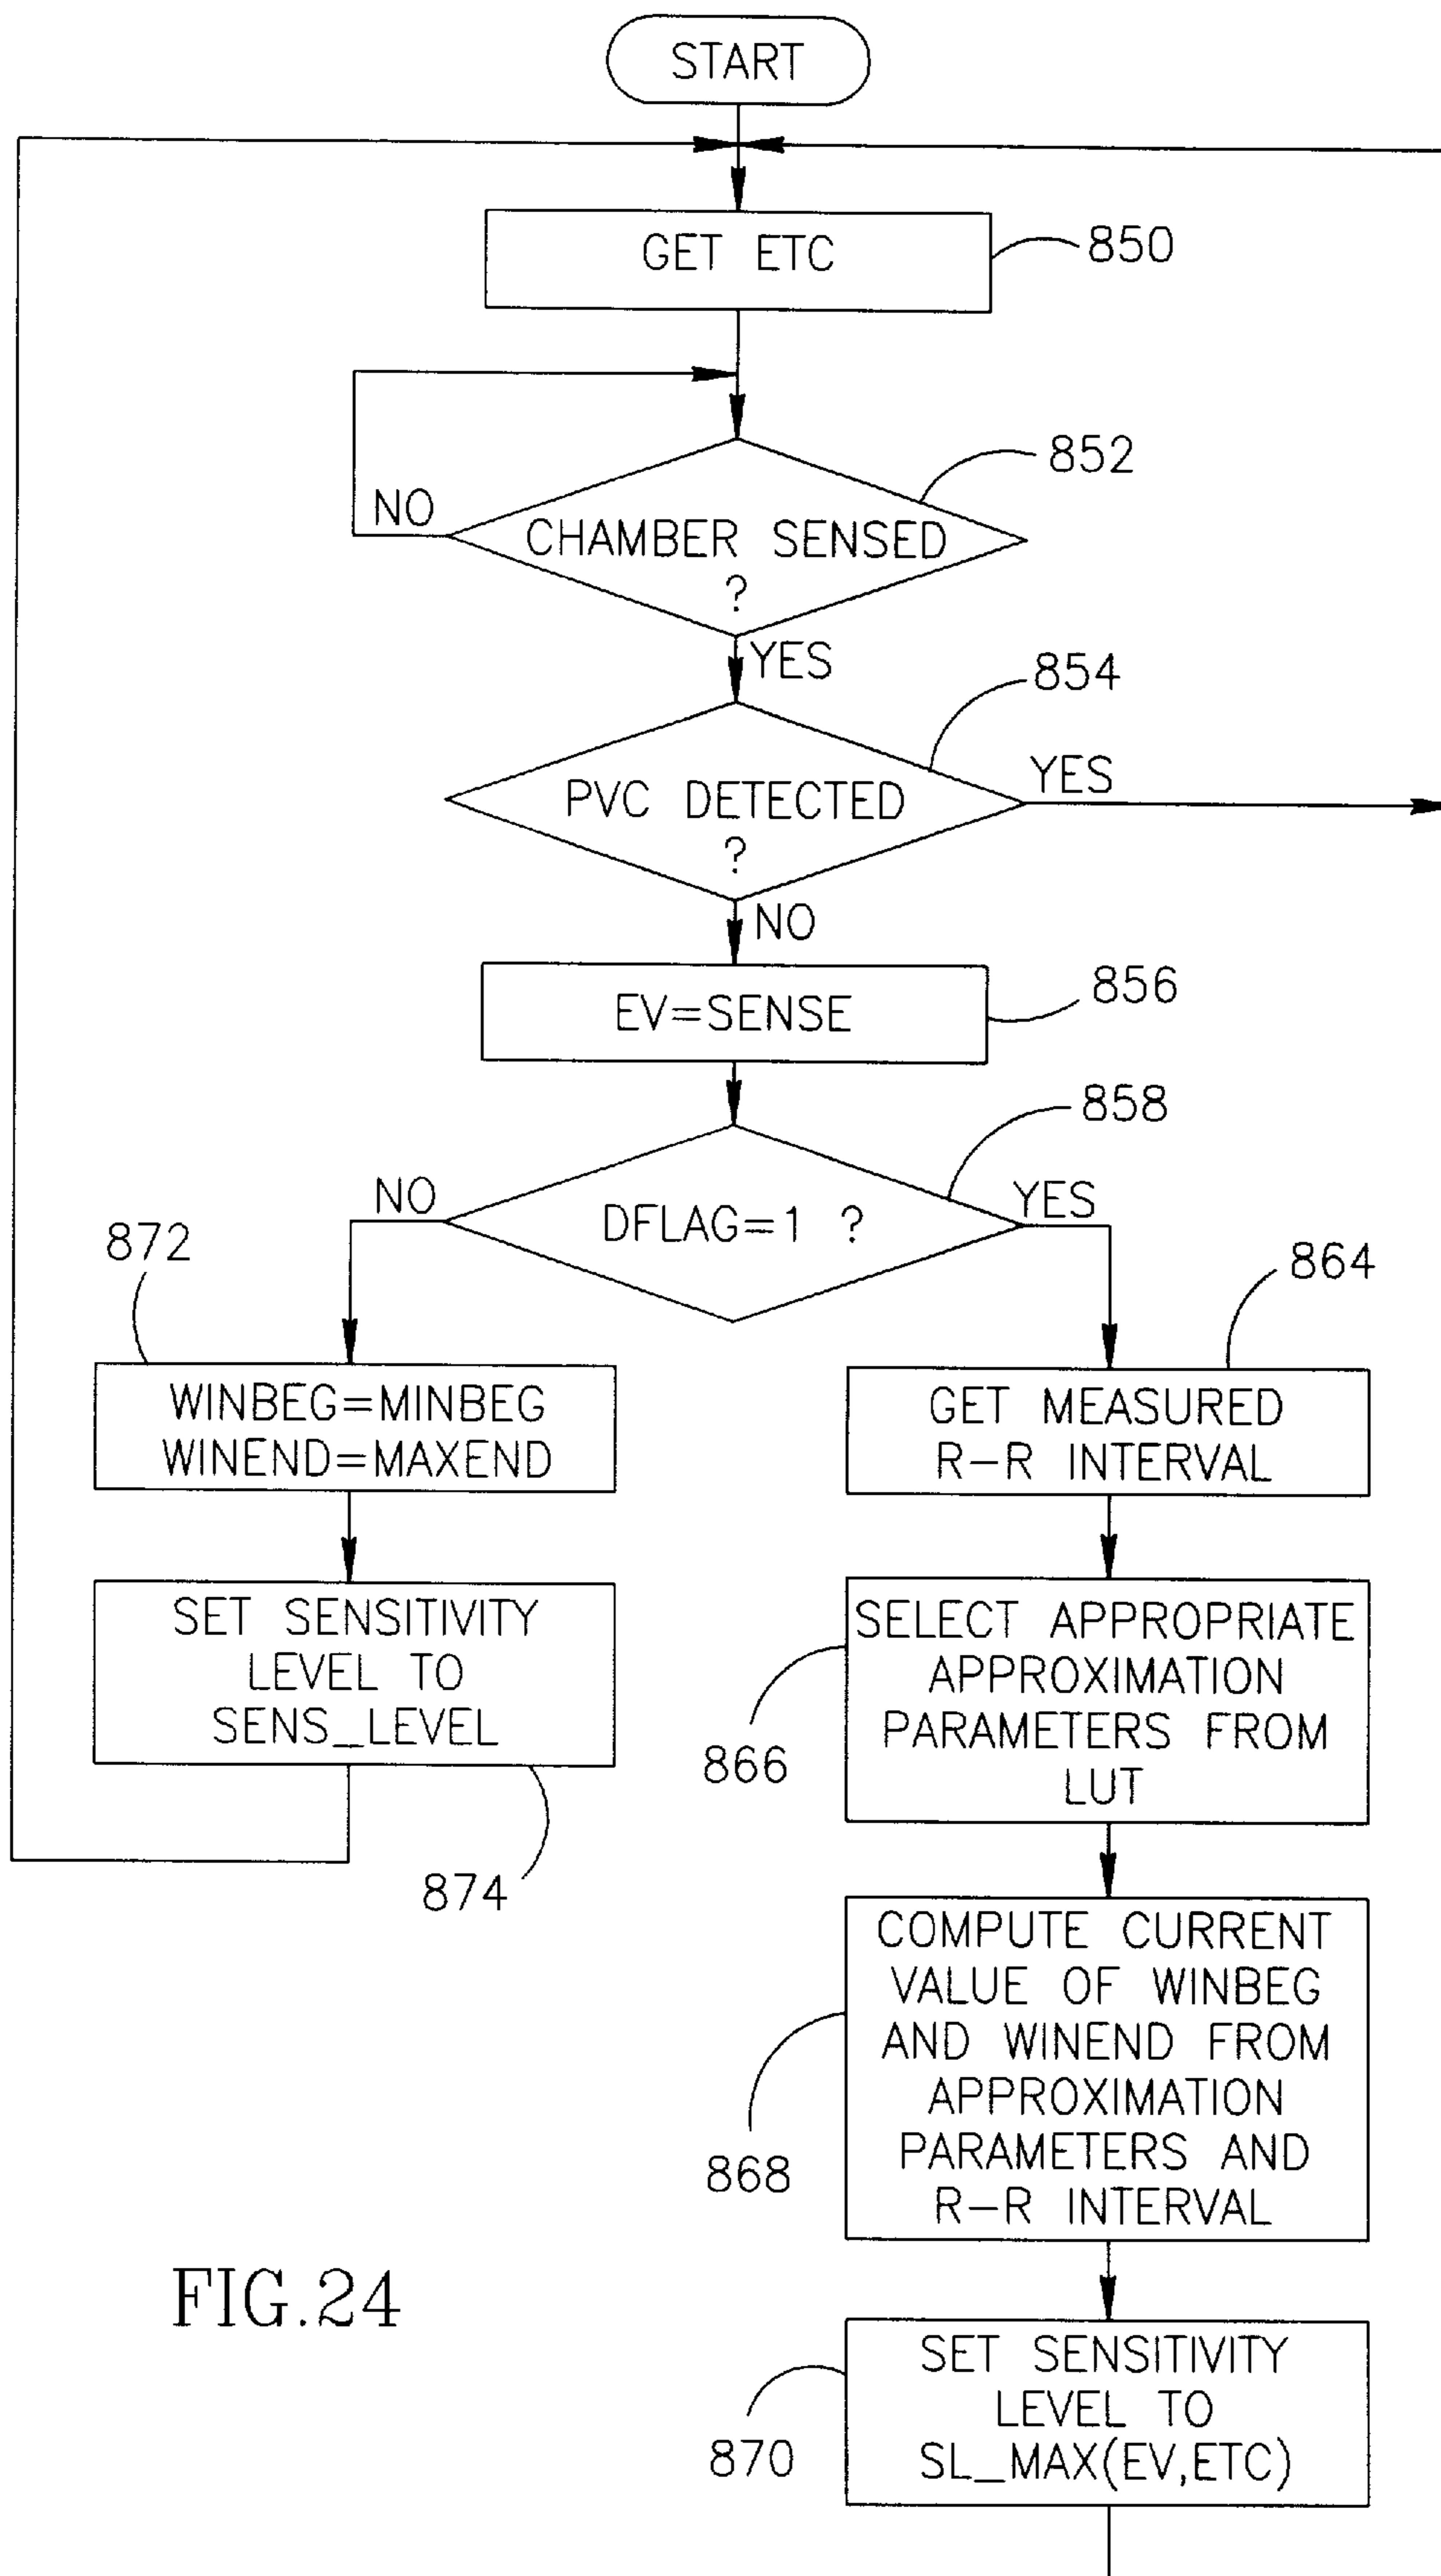 START
GET ETC
850
852
NO
CHAMBER SENSED
?
YES
854
PVC DETECTED
?
YES
NO
856
EV=SENSE
858
NO
DFLAG=1 ?
YES
872
WINBEG=MINBEG
WINEND=MAXEND
864
GET MEASURED
R-R INTERVAL
SET SENSITIVITY
LEVEL TO
SENS_LEVEL
874
SELECT APPROPRIATE
APPROXIMATION
PARAMETERS FROM
LUT
866
COMPUTE CURRENT
VALUE OF WINBEG
AND WINEND FROM
APPROXIMATION
PARAMETERS AND
R-R INTERVAL
868
SET SENSITIVITY
LEVEL TO
SL_MAX(EV,ETC)
870
FIG.24